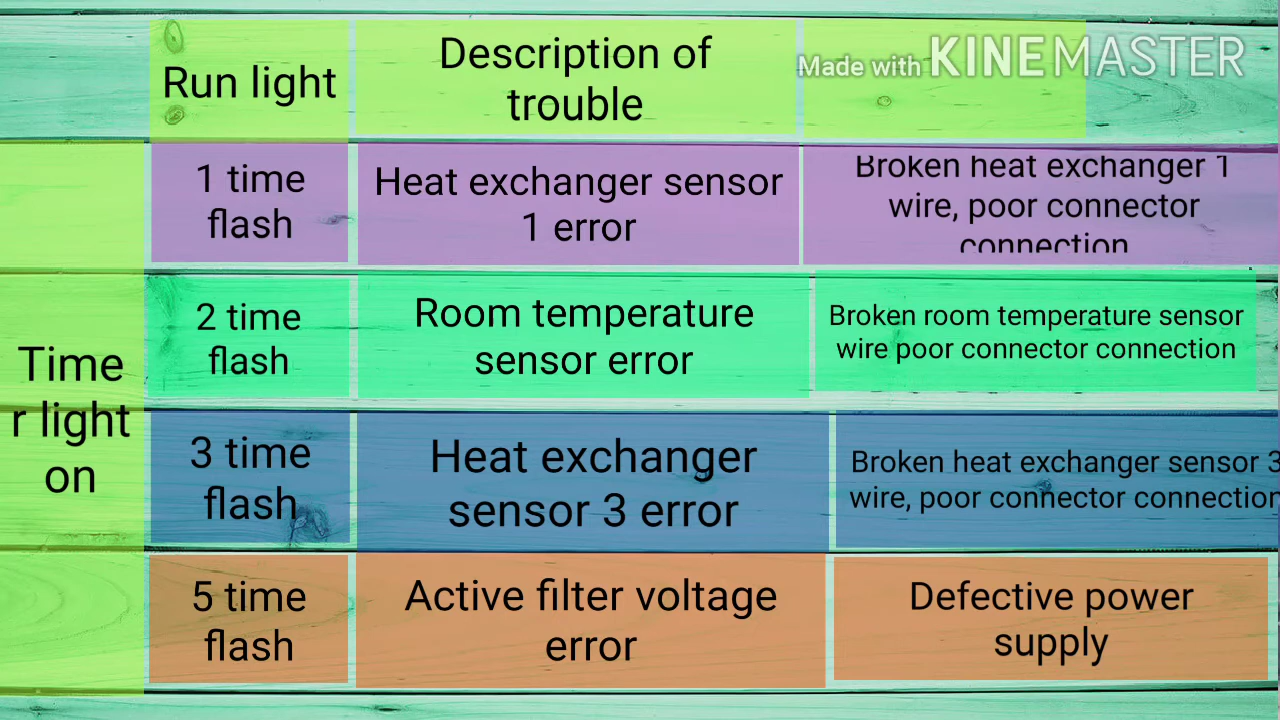 Made with KINEMASTER
Run light
Description of
trouble
1 time
flash
Heat exchanger sensor
1 error
Broken heat exchanger 1
wire, poor connector
connection
2 time
flash
Room temperature
sensor error
Broken room temperature sensor
wire poor connector connection
Time
r light
on
3 time
flash
Heat exchanger
sensor 3 error
Broken heat exchanger sensor 3
wire, poor connector connection
5 time
flash
Active filter voltage
error
Defective power
supply